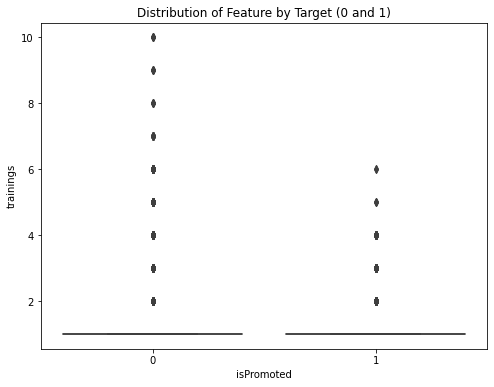 Distribution of Feature by Target (0 and 1)
10
8
6
4
2
trainings
0 1
isPromoted